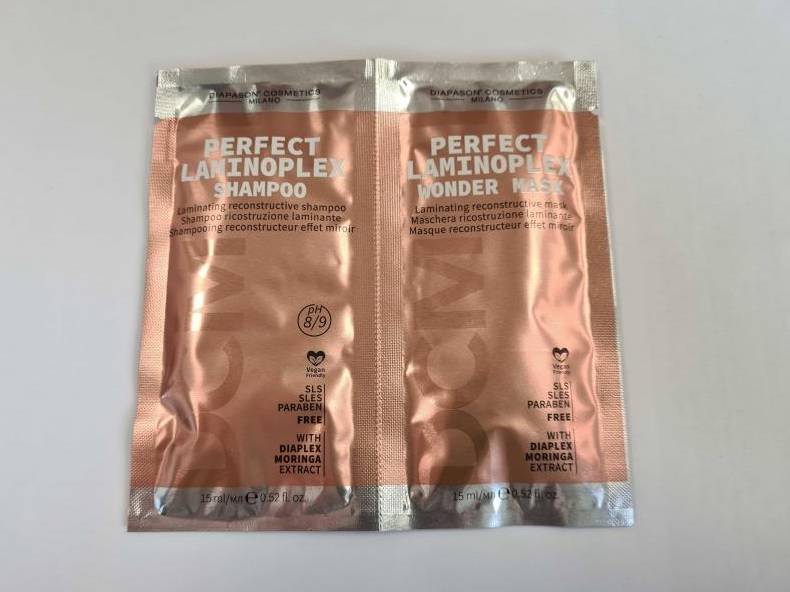 DIAPASON® COSMETICS
MILANO
PERFECT
LAMINOPLEX
SHAMPOO
Laminating reconstructive shampoo
Shampoo ricostruzione laminante
Shampooing reconstructeur effet miroir
DCM
pH
8/9
Vegan
Friendly
SLS
SLES
PARABEN
FREE
WITH
DIAPLEX
MORINGA
EXTRACT
15 ml/мл ℮ 0.52 fl. oz.
DIAPASON® COSMETICS
MILANO
PERFECT
LAMINOPLEX
WONDER MASK
Laminating reconstructive mask
Maschera ricostruzione laminante
Masque reconstructeur effet miroir
DCM
Vegan
Friendly
SLS
SLES
PARABEN
FREE
WITH
DIAPLEX
MORINGA
EXTRACT
15 ml/мл ℮ 0.52 fl. oz.